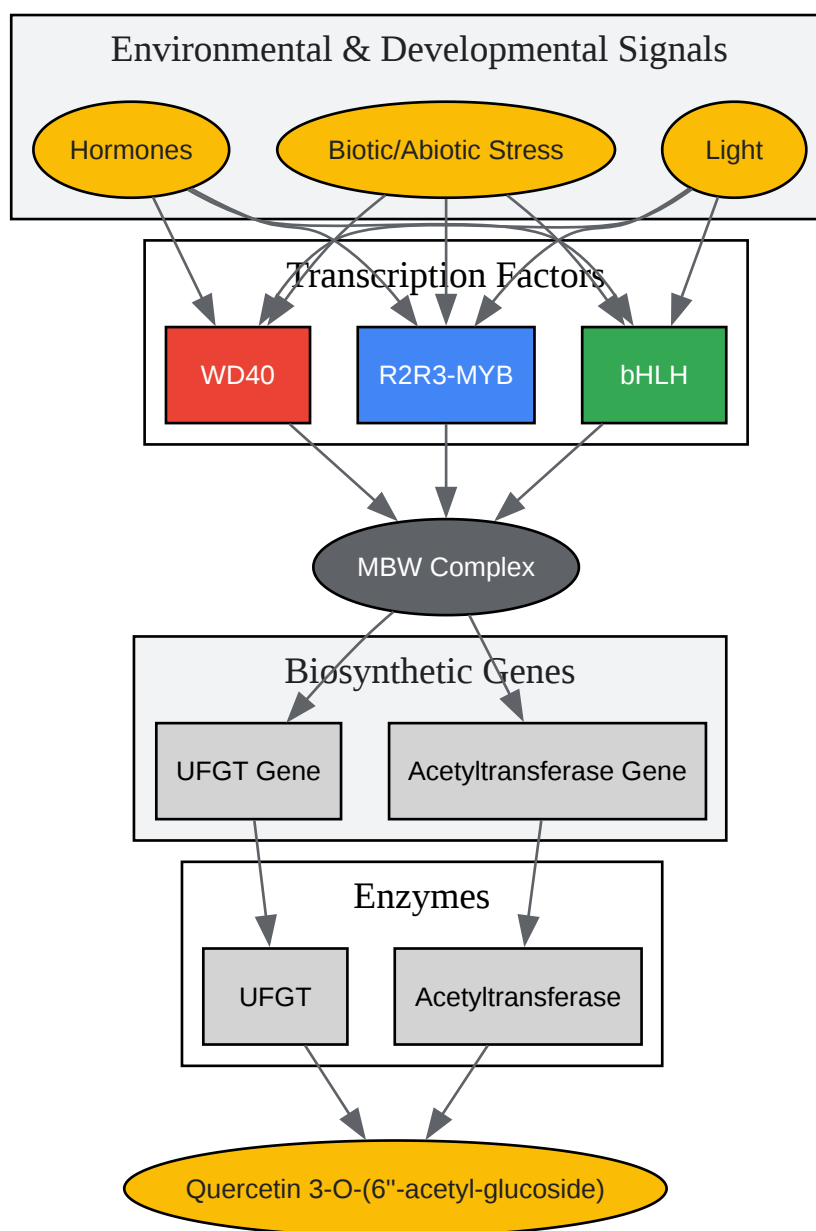 Environmental & Developmental Signals
Hormones
Biotic/Abiotic Stress
Light
Transcription Factors
WD40
R2R3-MYB
bHLH
MBW Complex
Biosynthetic Genes
UFGT Gene
Acetyltransferase Gene
Enzymes
UFGT
Acetyltransferase
Quercetin 3-O-(6''-acetyl-glucoside)